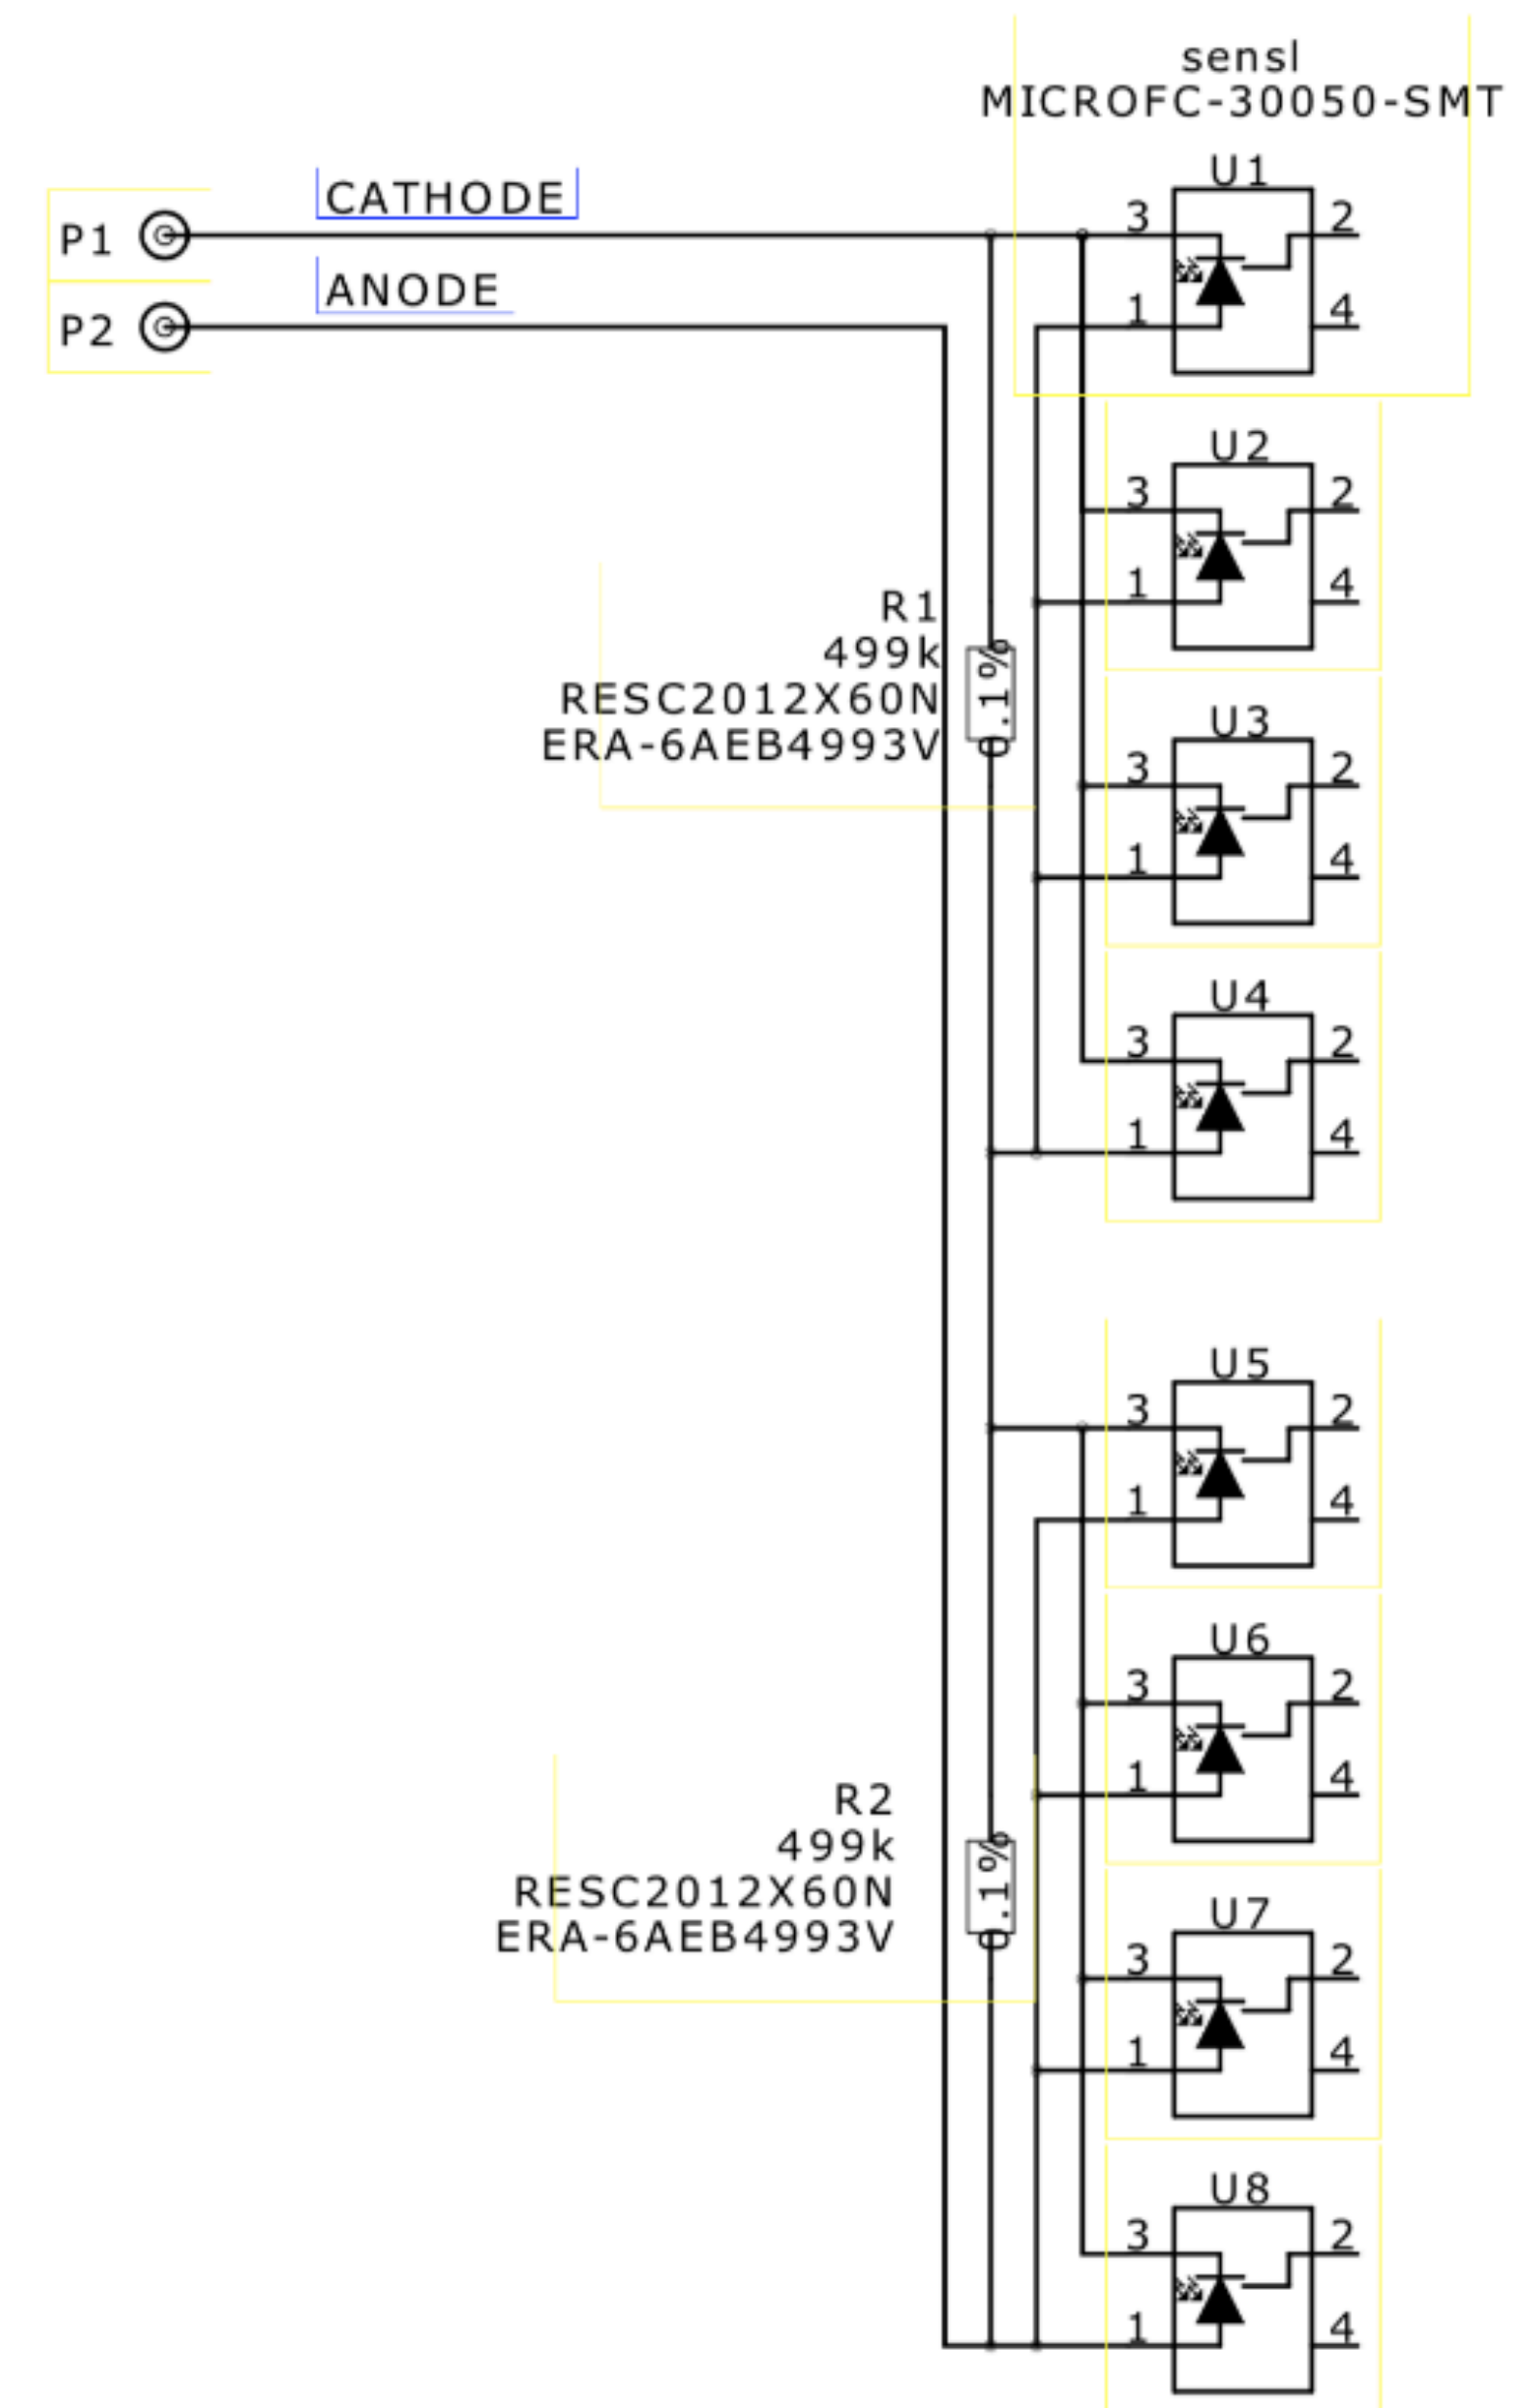 sensl
MICROFC-30050-SMT
U1
CATHODE
P1
3
2
ANODE
P2
1
4
U2
3
2
1
4
R1
499k
RESC2012X60N
ERA-6AEB4993V
0.1%
U3
3
2
1
4
U4
3
2
1
4
U5
3
2
1
4
U6
3
2
1
4
R2
499k
RESC2012X60N
ERA-6AEB4993V
0.1%
U7
3
2
1
4
U8
3
2
1
4